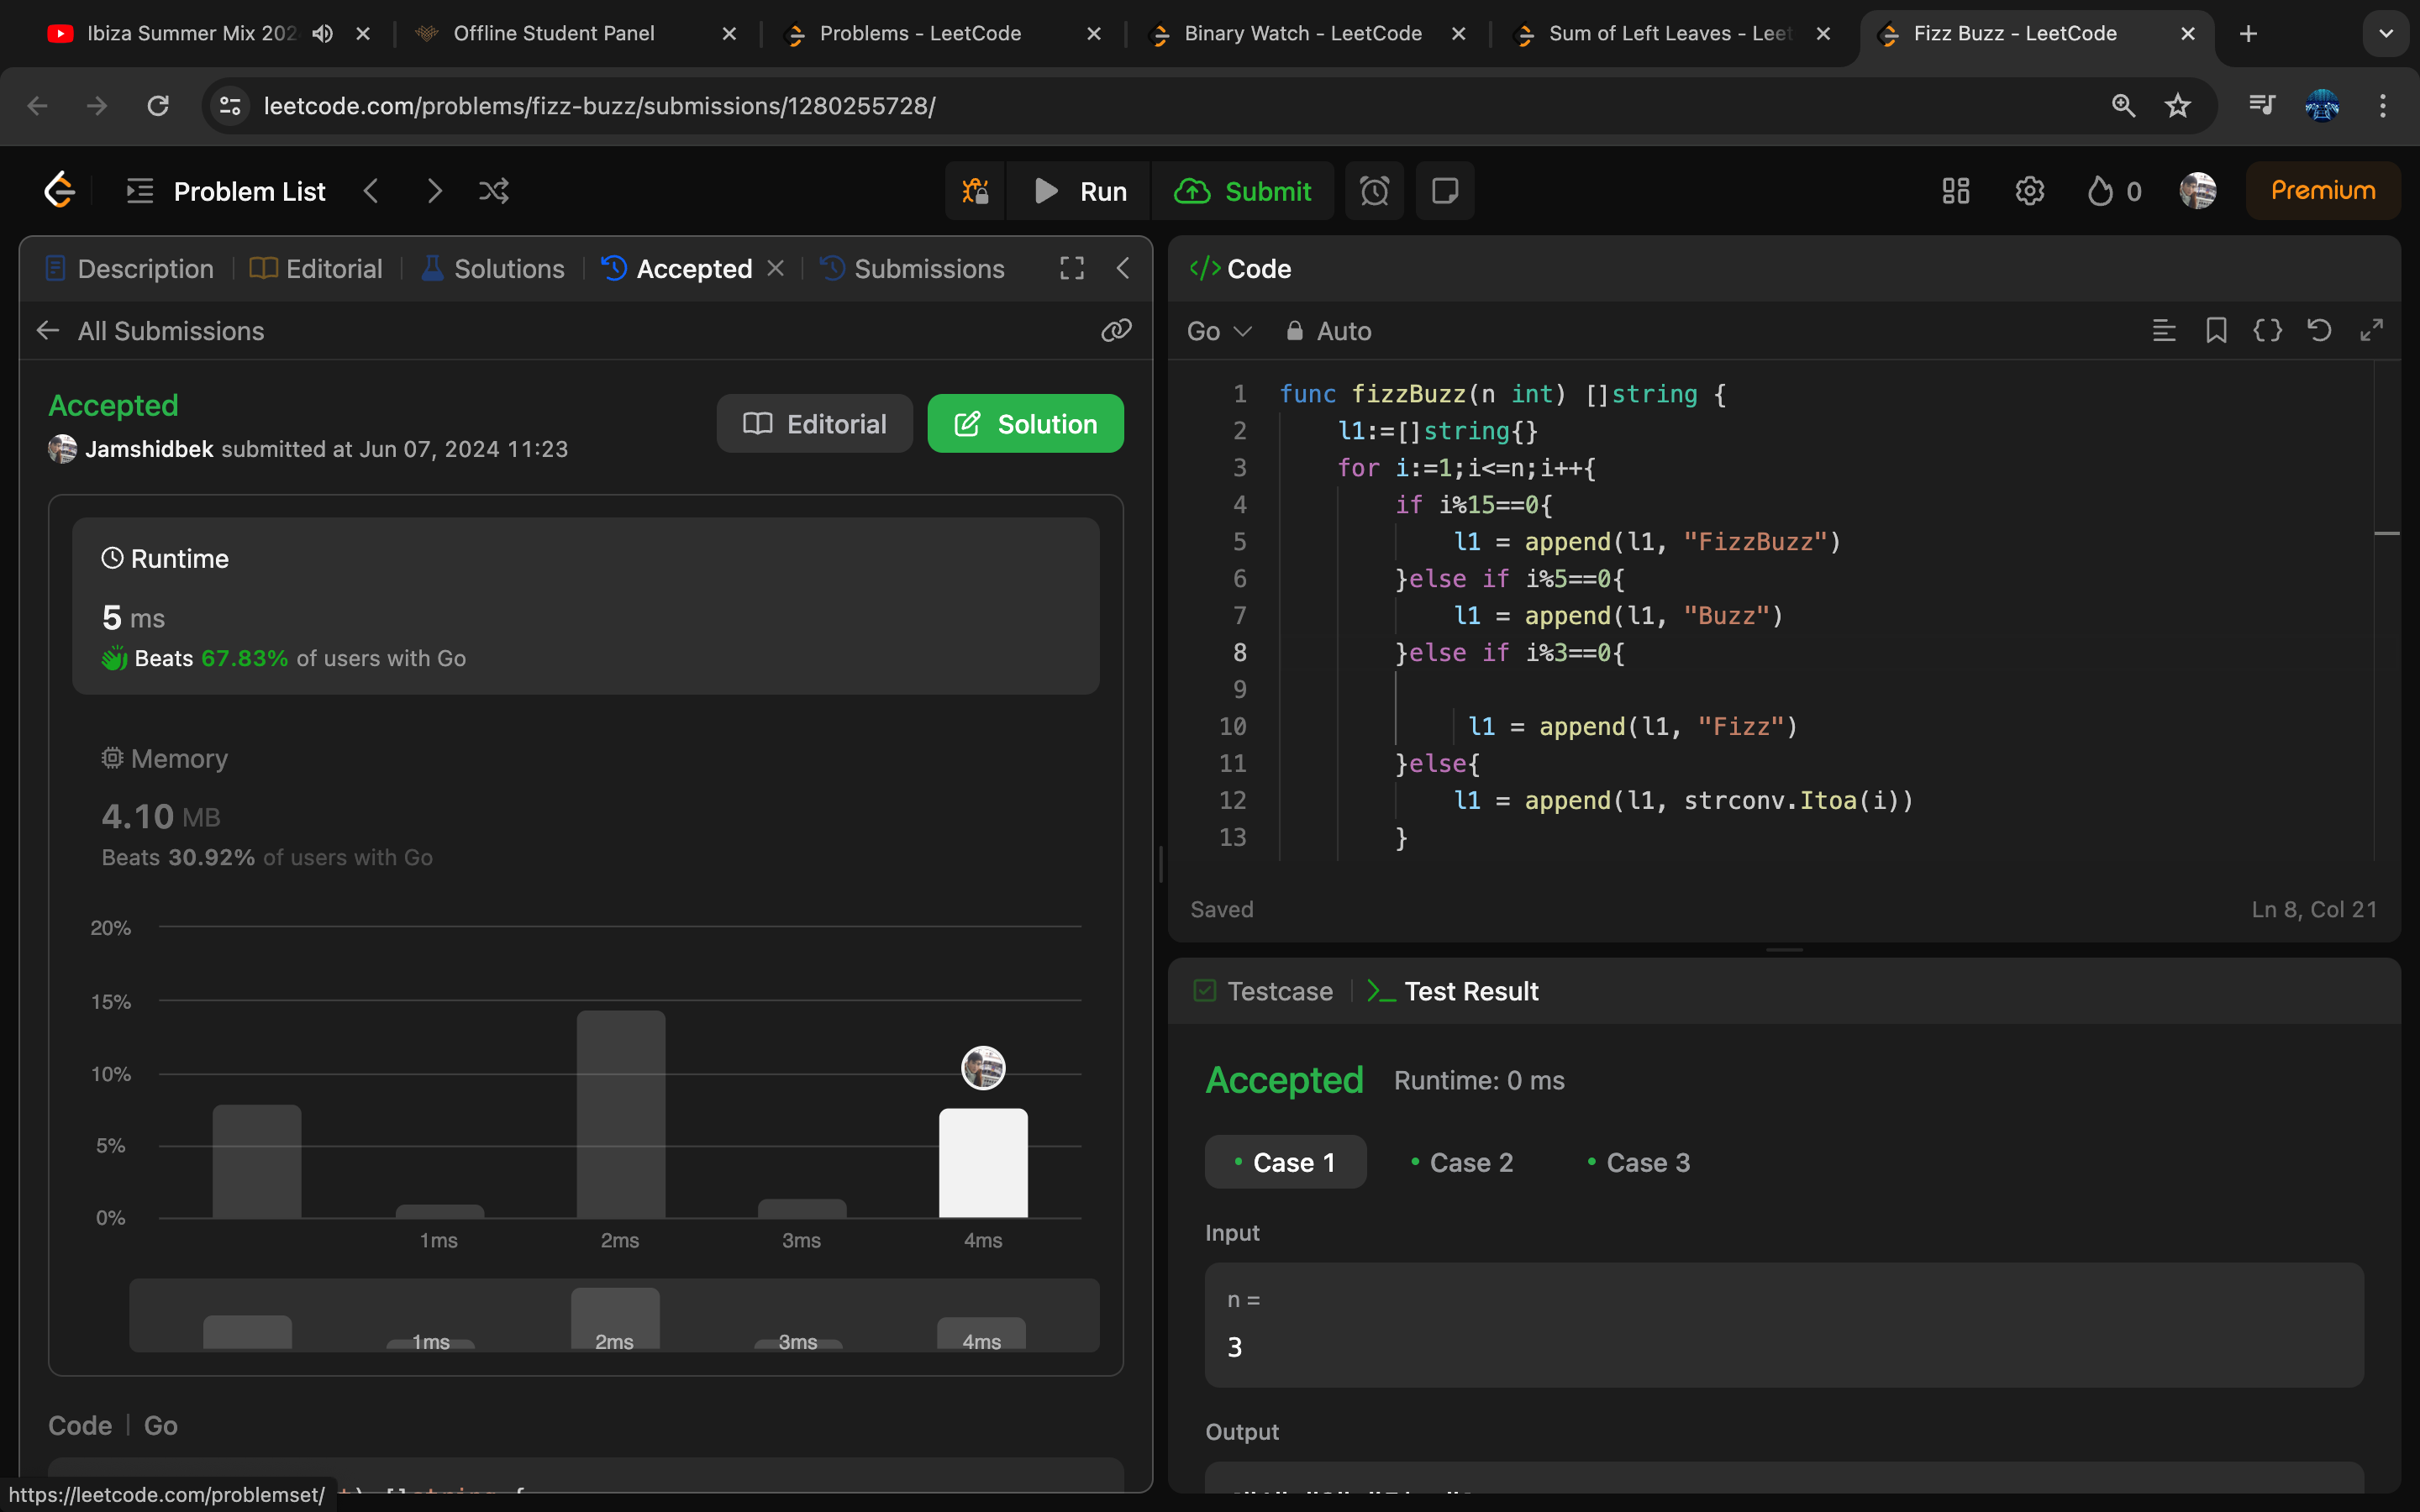 Ibiza Summer Mix 202
Offline Student Panel
Problems - LeetCode
Binary Watch - LeetCode
Sum of Left Leaves - Leet
Fizz Buzz - LeetCode
leetcode.com/problems/fizz-buzz/submissions/1280255728/
Problem List
Run
Submit
0
Premium
Description
Editorial
Solutions
Accepted
Submissions
All Submissions
Accepted
Jamshidbek submitted at Jun 07, 2024 11:23
Editorial
Solution
Runtime
5 ms
Beats 67.83% of users with Go
Memory
4.10 MB
Beats 30.92% of users with Go
20%
15%
10%
5%
0%
1ms 2ms 3ms 4ms
1ms 2ms 3ms 4ms
Code | Go
https://leetcode.com/problemset/
</> Code
Go
Auto
1 func fizzBuzz(n int) []string {
2 l1:=[]string{}
3 for i:=1;i<=n;i++{
4 if i%15==0{
5 l1 = append(l1, "FizzBuzz")
6 }else if i%5==0{
7 l1 = append(l1, "Buzz")
8 }else if i%3==0{
9
10 l1 = append(l1, "Fizz")
11 }else{
12 l1 = append(l1, strconv.Itoa(i))
13 }
Saved
Ln 8, Col 21
Testcase
Test Result
Accepted
Runtime: 0 ms
Case 1
Case 2
Case 3
Input
n =
3
Output